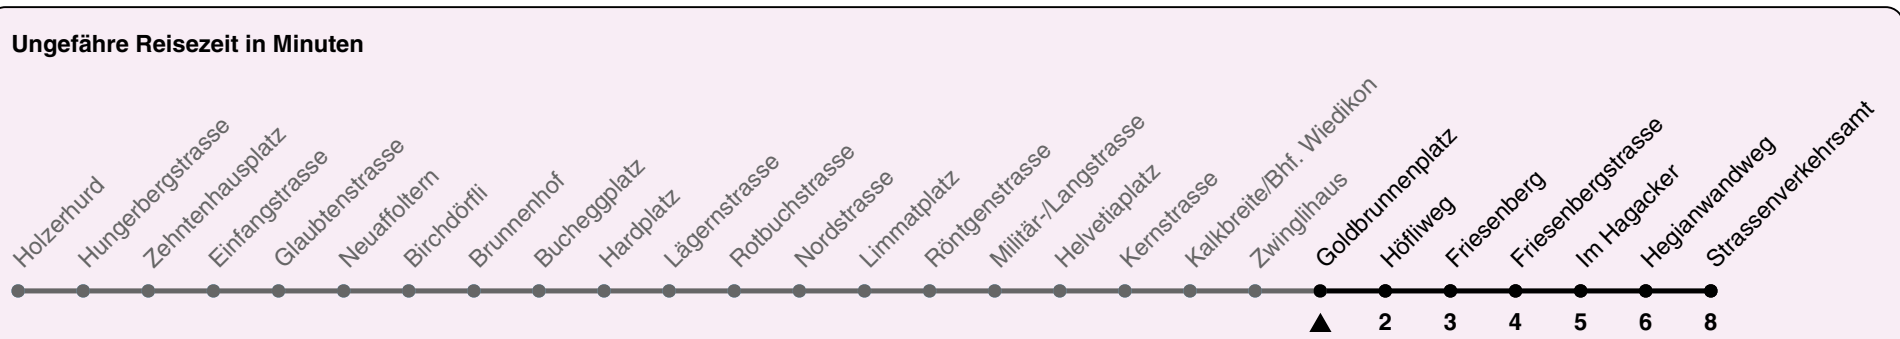 Ungefähre Reisezeit in Minuten
Holzerhurd
Hungerbergstrasse
Zehntenhausplatz
Einfangstrasse
Glaubtenstrasse
Neuaffoltern
Birchdörfli
Brunnenhof
Bucheggplatz
Hardplatz
Lägernstrasse
Rotbuchstrasse
Nordstrasse
Limmatplatz
Röntgenstrasse
Militär-/Langstrasse
Helvetiaplatz
Kernstrasse
Kalkbreite/Bhf. Wiedikon
Zwinglihaus
Goldbrunnenplatz
Höfliweg
Friesenberg
Friesenbergstrasse
Im Hagacker
Hegianwandweg
Strassenverkehrsamt
2 3 4 5 6 8